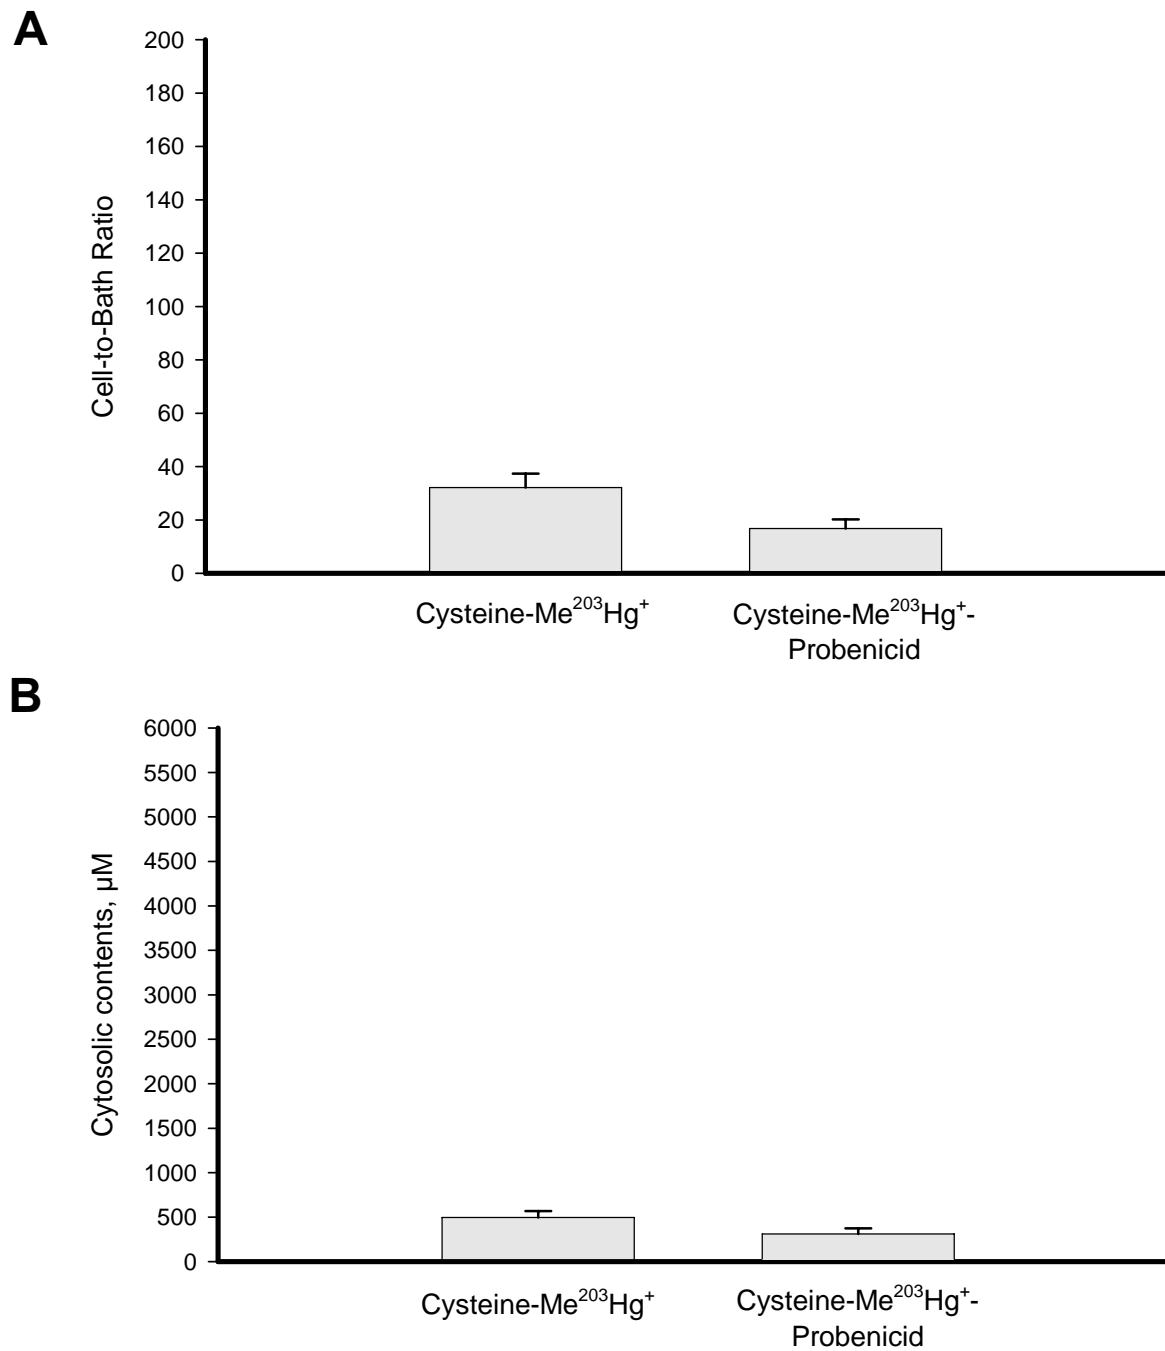 A
200
180
160
140
120
100
80
60
40
20
0
Cell-to-Bath Ratio
Cysteine-Me²⁰³Hg⁺
Cysteine-Me²⁰³Hg⁺-
Probenicid
B
6000
5500
5000
4500
4000
3500
3000
2500
2000
1500
1000
500
0
Cytosolic contents, µM
Cysteine-Me²⁰³Hg⁺
Cysteine-Me²⁰³Hg⁺-
Probenicid